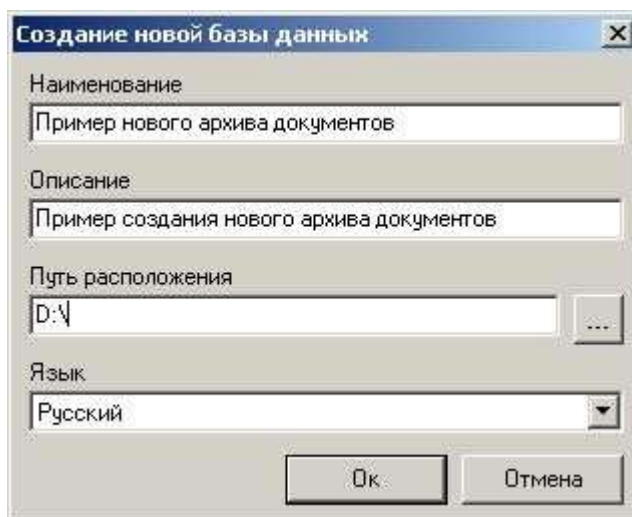 Создание новой базы данных
Наименование
Пример нового архива документов
Описание
Пример создания нового архива документов
Путь расположения
D:\
...
Язык
Русский
Ок Отмена